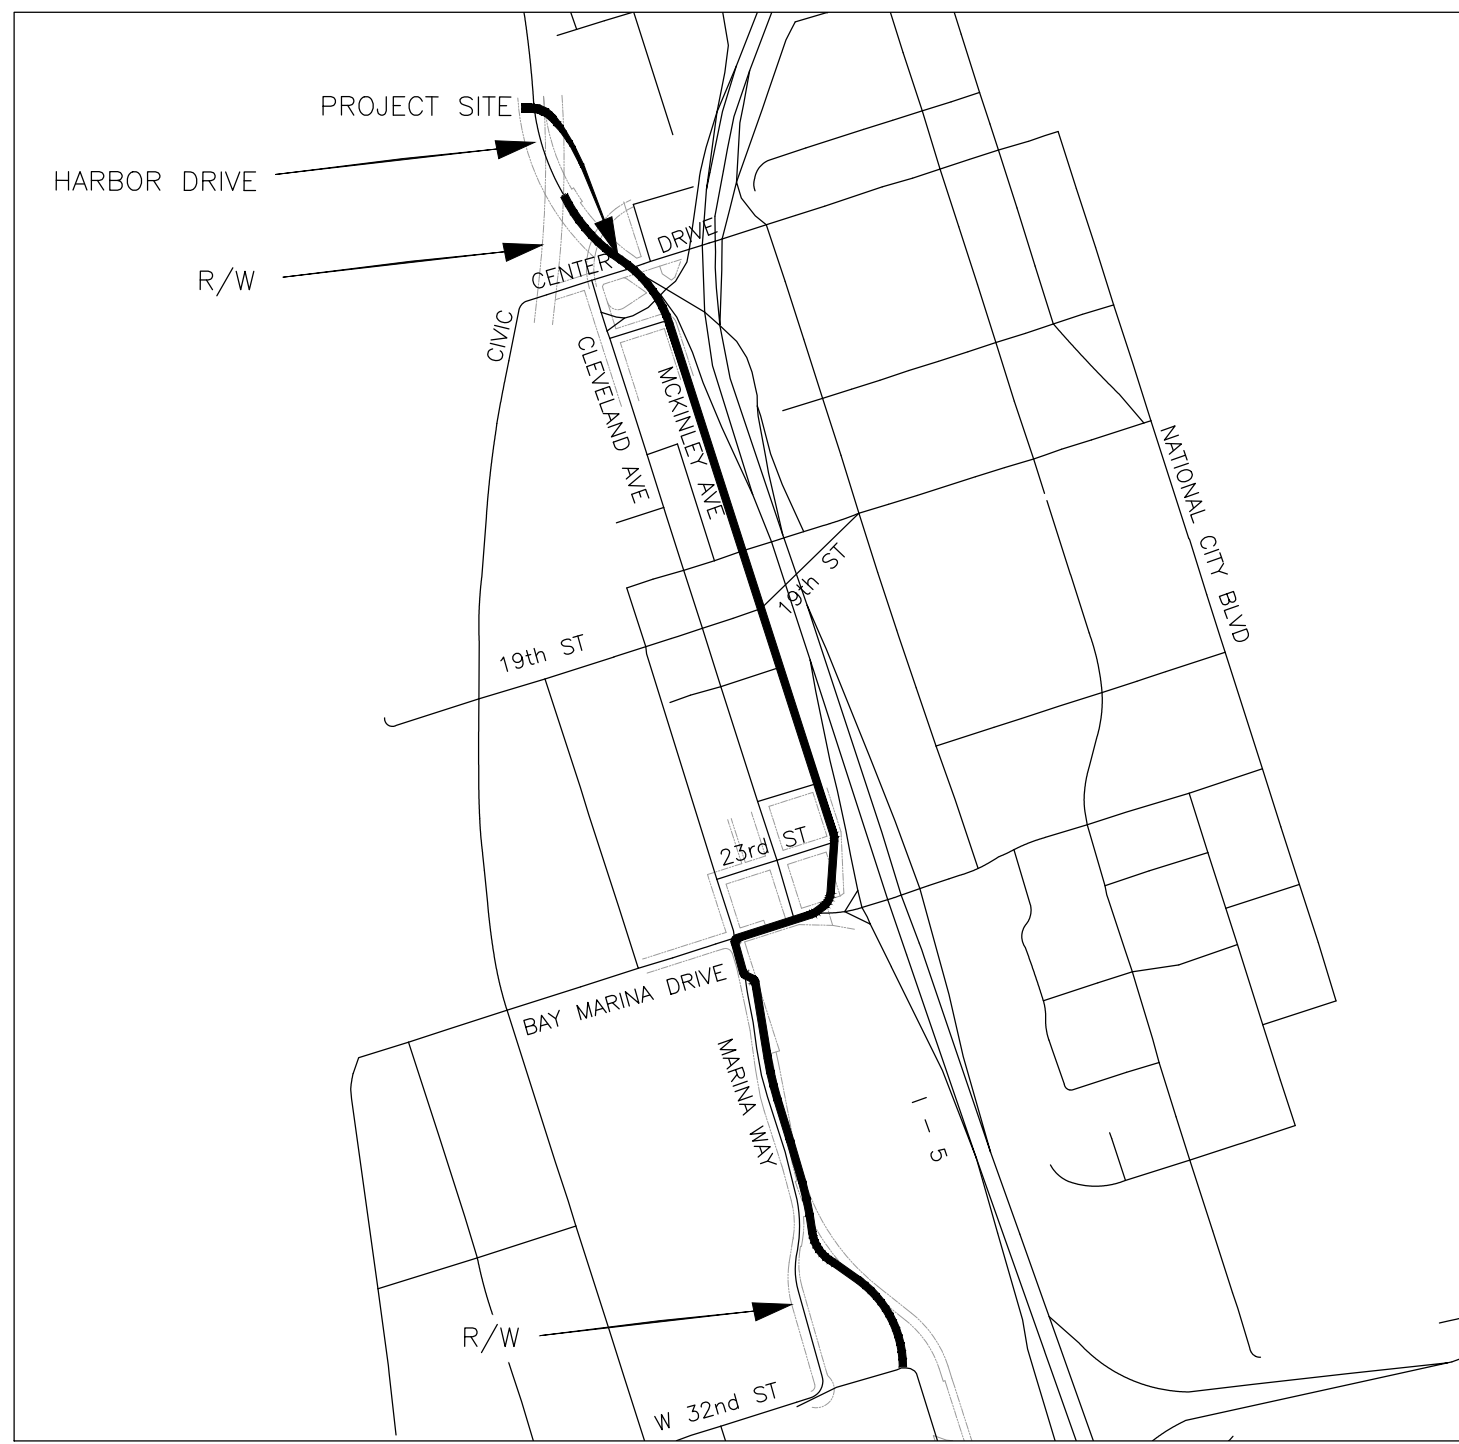 PROJECT SITE
HARBOR DRIVE
R/W
CIVIC CENTER DRIVE
CLEVELAND AVE
MCKINLEY AVE
NATIONAL CITY BLVD
19th ST
19th ST
23rd ST
BAY MARINA DRIVE
MARINA WAY
I-5
R/W
W 32nd ST